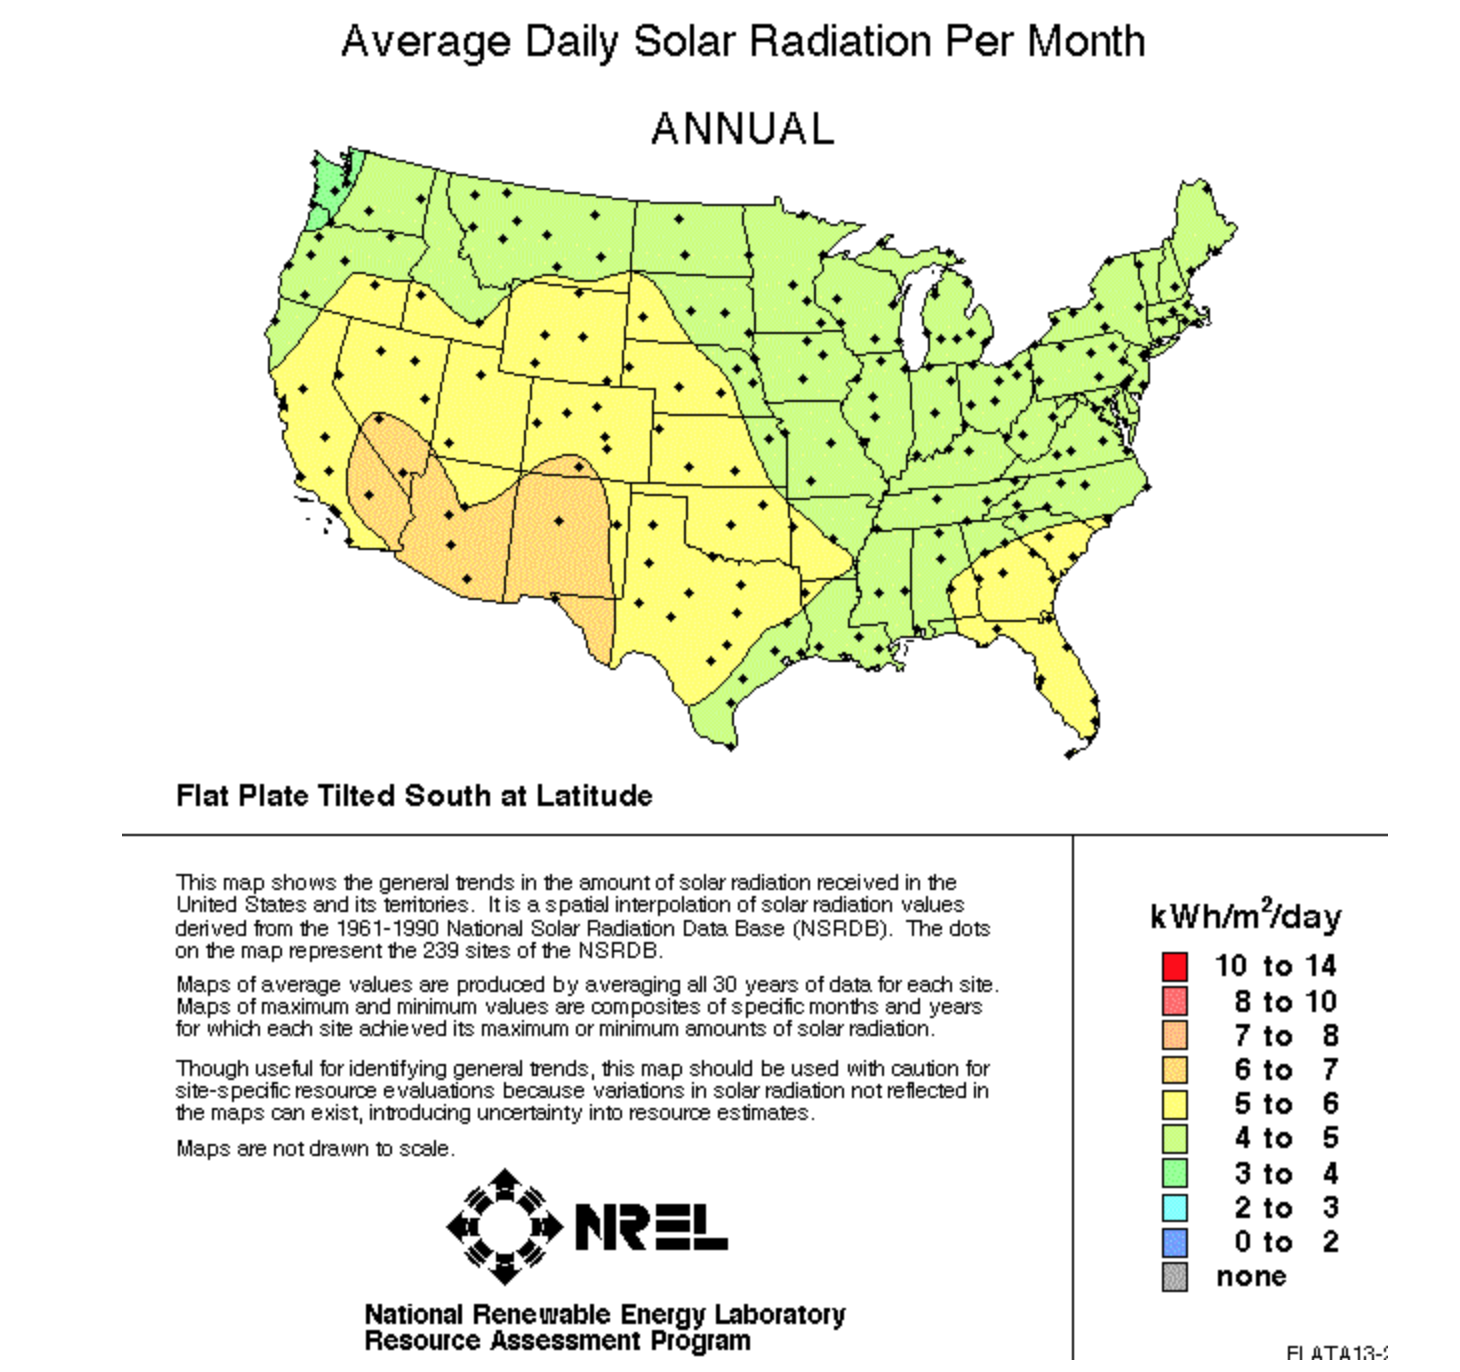 Average Daily Solar Radiation Per Month
ANNUAL
Flat Plate Tilted South at Latitude
This map shows the general trends in the amount of solar radiation received in the
United States and its territories. It is a spatial interpolation of solar radiation values
derived from the 1961-1990 National Solar Radiation Data Base (NSRDB). The dots
on the map represent the 239 sites of the NSRDB.
Maps of average values are produced by averaging all 30 years of data for each site.
Maps of maximum and minimum values are composites of specific months and years
for which each site achieved its maximum or minimum amounts of solar radiation.
Though useful for identifying general trends, this map should be used with caution for
site-specific resource evaluations because variations in solar radiation not reflected in
the maps can exist, introducing uncertainty into resource estimates.
Maps are not drawn to scale.
NREL
National Renewable Energy Laboratory
Resource Assessment Program
kWh/m²/day
10 to 14
8 to 10
7 to 8
6 to 7
5 to 6
4 to 5
3 to 4
2 to 3
0 to 2
none